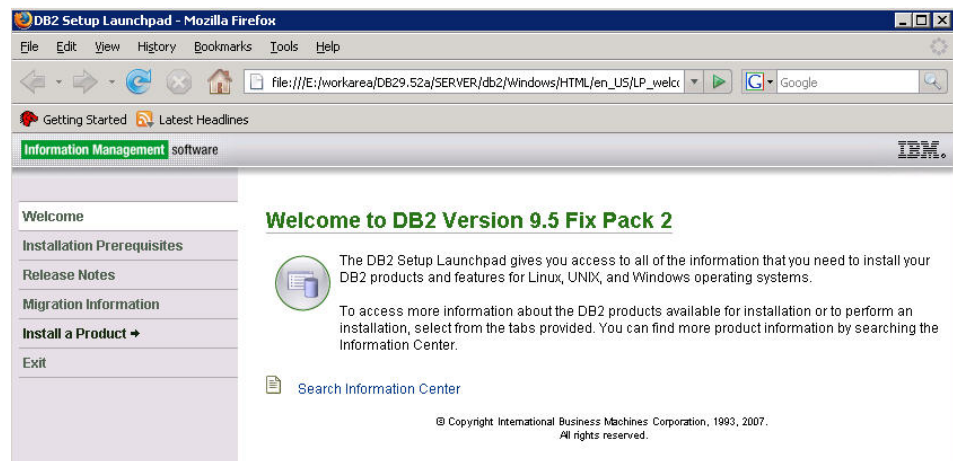 DB2 Setup Launchpad - Mozilla Firefox
File Edit View History Bookmarks Tools Help
file:///E:/workarea/DB29.52a/SERVER/db2/Windows/HTML/en_US/LP_welc
G Google
Getting Started Latest Headlines
Information Management software
IBM.
Welcome
Installation Prerequisites
Release Notes
Migration Information
Install a Product →
Exit
Welcome to DB2 Version 9.5 Fix Pack 2
The DB2 Setup Launchpad gives you access to all of the information that you need to install your
DB2 products and features for Linux, UNIX, and Windows operating systems.
To access more information about the DB2 products available for installation or to perform an
installation, select from the tabs provided. You can find more product information by searching the
Information Center.
Search Information Center
© Copyright International Business Machines Corporation, 1993, 2007.
All rights reserved.